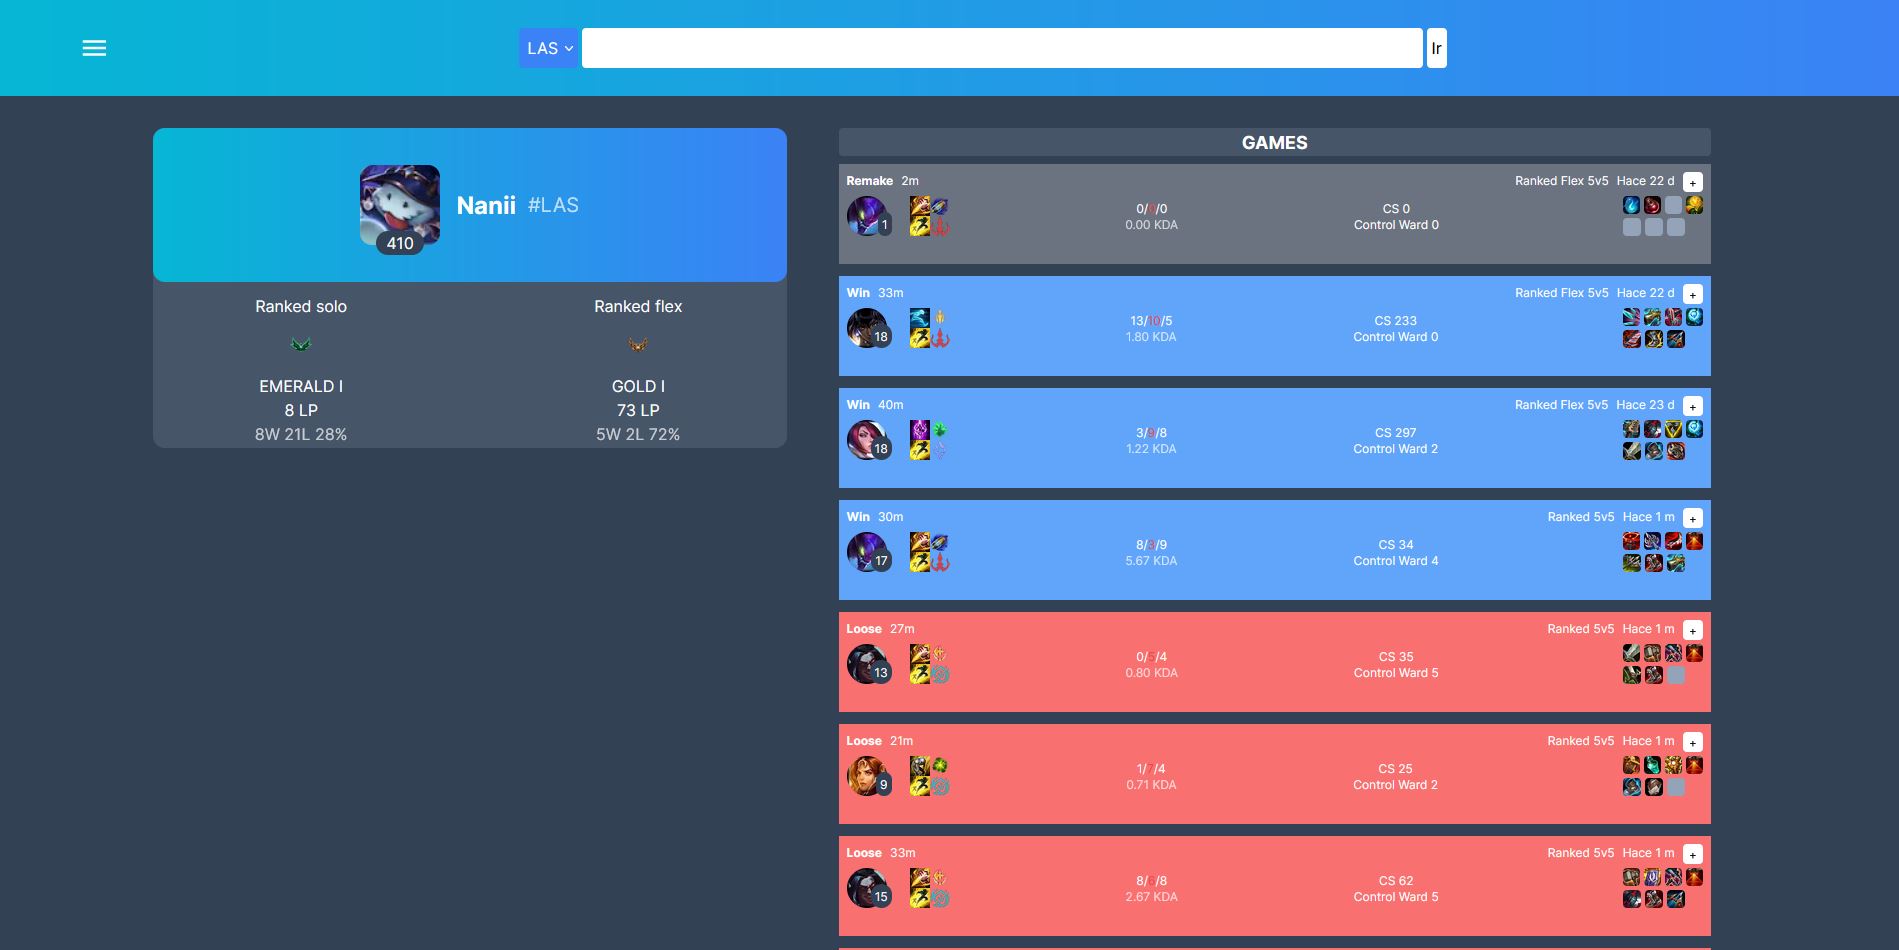 LAS
Ir
Nanii #LAS
410
Ranked solo
Ranked flex
EMERALD I
GOLD I
8 LP
73 LP
8W 21L 28%
5W 2L 72%
GAMES
Remake 2m
Ranked Flex 5v5 Hace 22 d +
1
0/0/0
0.00 KDA
CS 0
Control Ward 0
Win 33m
Ranked Flex 5v5 Hace 22 d +
18
13/10/5
1.80 KDA
CS 233
Control Ward 0
Win 40m
Ranked Flex 5v5 Hace 23 d +
18
3/9/8
1.22 KDA
CS 297
Control Ward 2
Win 30m
Ranked 5v5 Hace 1 m +
17
8/3/9
5.67 KDA
CS 34
Control Ward 4
Loose 27m
Ranked 5v5 Hace 1 m +
13
0/5/4
0.80 KDA
CS 35
Control Ward 5
Loose 21m
Ranked 5v5 Hace 1 m +
9
1/7/4
0.71 KDA
CS 25
Control Ward 2
Loose 33m
Ranked 5v5 Hace 1 m +
15
8/6/8
2.67 KDA
CS 62
Control Ward 5